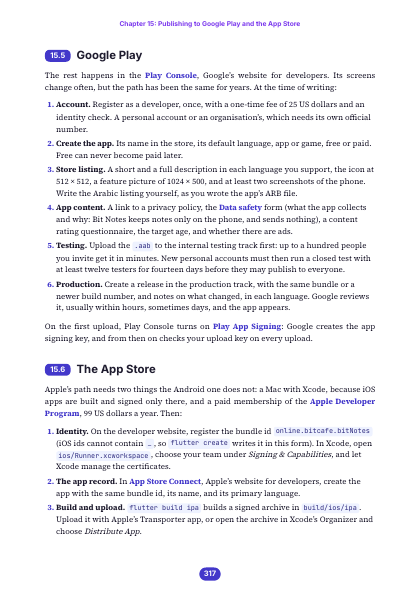 Chapter 15: Publishing to Google Play and the App Store
15.5 Google Play
The rest happens in the Play Console, Google's website for developers. Its screens
change often, but the path has been the same for years. At the time of writing:
1. Account. Register as a developer, once, with a one-time fee of 25 US dollars and an
identity check. A personal account or an organisation's, which needs its own official
number.
2. Create the app. Its name in the store, its default language, app or game, free or paid.
Free can never become paid later.
3. Store listing. A short and a full description in each language you support, the icon at
512 × 512, a feature picture of 1024 × 500, and at least two screenshots of the phone.
Write the Arabic listing yourself, as you wrote the app's ARB file.
4. App content. A link to a privacy policy, the Data safety form (what the app collects
and why: Bit Notes keeps notes only on the phone, and sends nothing), a content
rating questionnaire, the target age, and whether there are ads.
5. Testing. Upload the .aab to the internal testing track first: up to a hundred people
you invite get it in minutes. New personal accounts must then run a closed test with
at least twelve testers for fourteen days before they may publish to everyone.
6. Production. Create a release in the production track, with the same bundle or a
newer build number, and notes on what changed, in each language. Google reviews
it, usually within hours, sometimes days, and the app appears.
On the first upload, Play Console turns on Play App Signing: Google creates the app
signing key, and from then on checks your upload key on every upload.
15.6 The App Store
Apple's path needs two things the Android one does not: a Mac with Xcode, because iOS
apps are built and signed only there, and a paid membership of the Apple Developer
Program, 99 US dollars a year. Then:
1. Identity. On the developer website, register the bundle id online.bitcafe.bitNotes
(iOS ids cannot contain _, so flutter create writes it in this form). In Xcode, open
ios/Runner.xcworkspace, choose your team under Signing & Capabilities, and let
Xcode manage the certificates.
2. The app record. In App Store Connect, Apple's website for developers, create the
app with the same bundle id, its name, and its primary language.
3. Build and upload. flutter build ipa builds a signed archive in build/ios/ipa.
Upload it with Apple's Transporter app, or open the archive in Xcode's Organizer and
choose Distribute App.
317